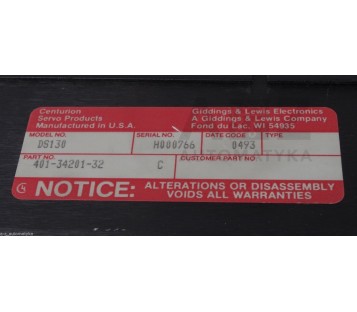 Centurion
Servo Products
Manufactured in U.S.A.
Giddings & Lewis Electronics
A Giddings & Lewis Company
Fond du Lac, WI 54935
MODEL NO. SERIAL NO. DATE CODE TYPE
DS130 H000766 0493
PART NO. CUSTOMER PART NO.
401-34201-32 C
AUTOMATYKA
NOTICE: ALTERATIONS OR DISASSEMBLY
VOIDS ALL WARRANTIES